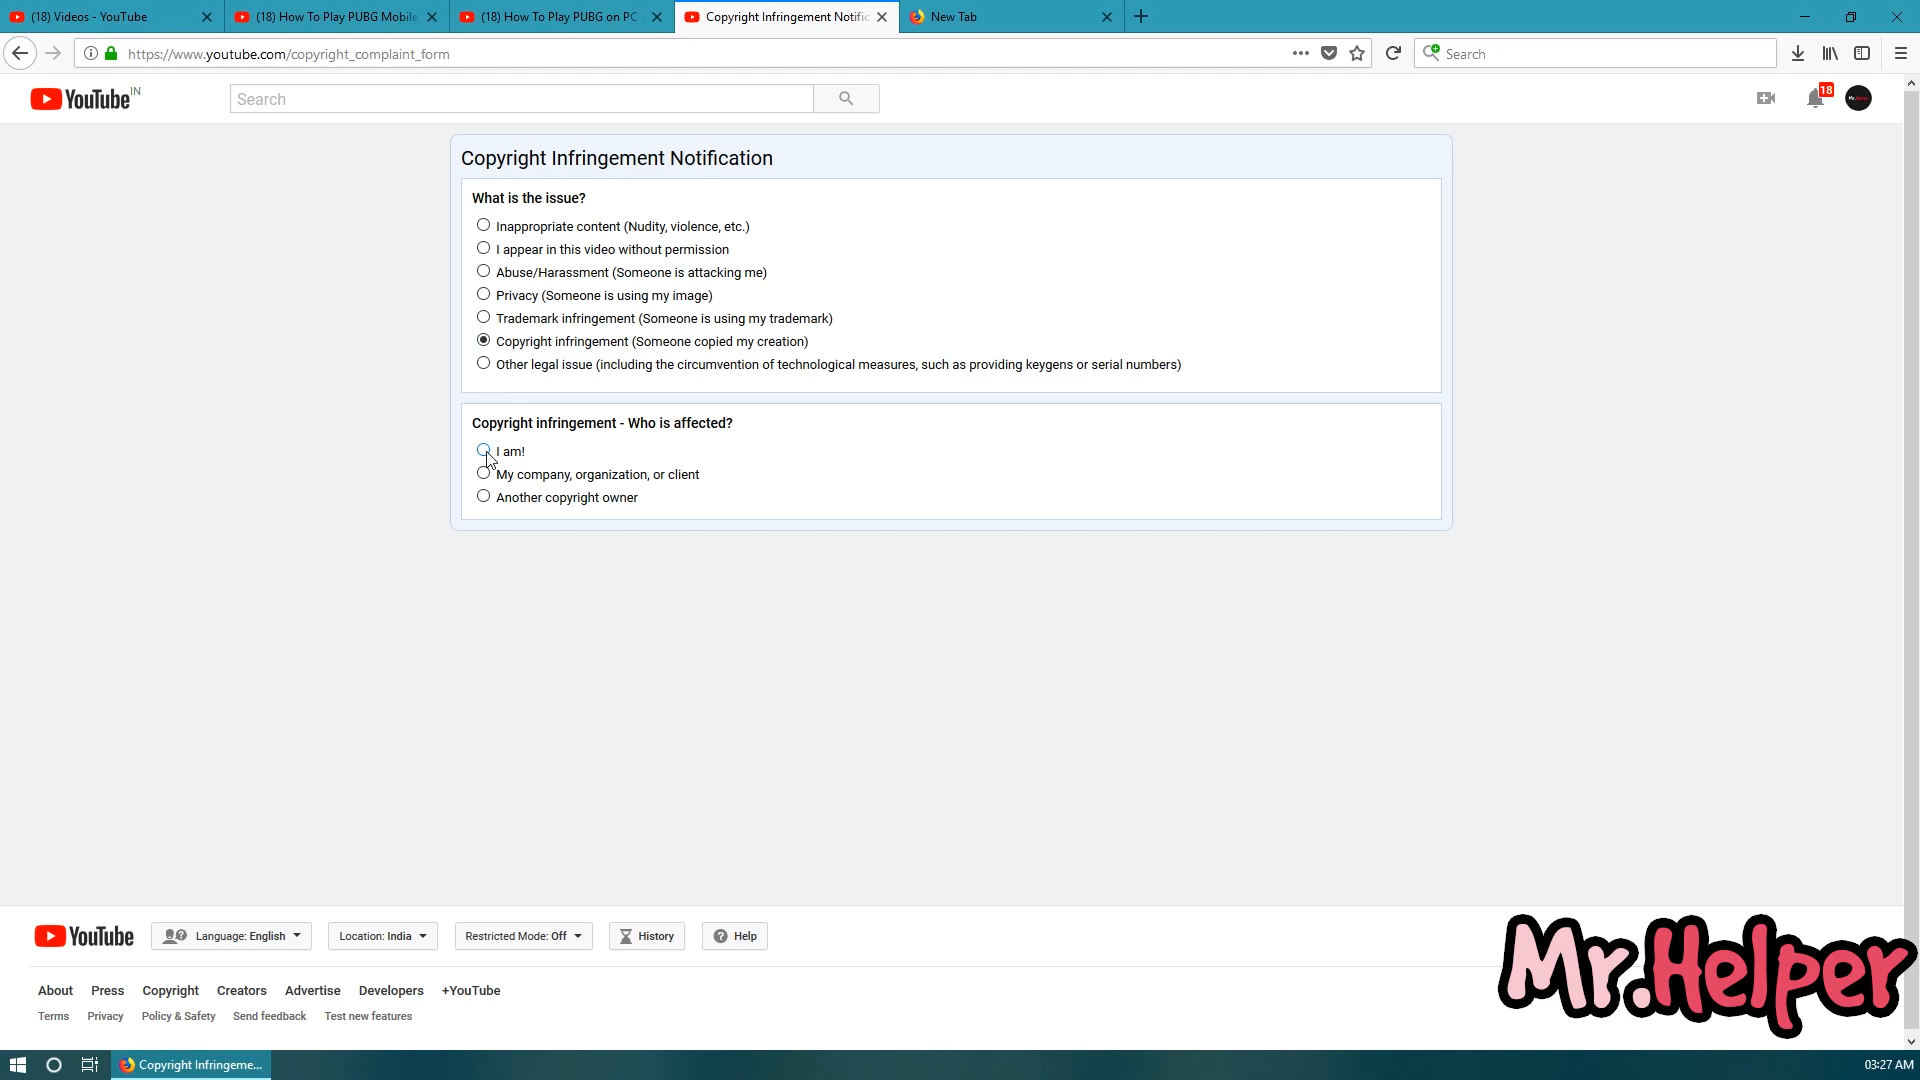 (18) Videos - YouTube
(18) How To Play PUBG Mobile
(18) How To Play PUBG on PC -
Copyright Infringement Notific
New Tab
https://www.youtube.com/copyright_complaint_form
Search
YouTube IN
Search
18
Copyright Infringement Notification
What is the issue?
Inappropriate content (Nudity, violence, etc.)
I appear in this video without permission
Abuse/Harassment (Someone is attacking me)
Privacy (Someone is using my image)
Trademark infringement (Someone is using my trademark)
Copyright infringement (Someone copied my creation)
Other legal issue (including the circumvention of technological measures, such as providing keygens or serial numbers)
Copyright infringement - Who is affected?
I am!
My company, organization, or client
Another copyright owner
YouTube
Language: English
Location: India
Restricted Mode: Off
History
Help
About Press Copyright Creators Advertise Developers +YouTube
Terms Privacy Policy & Safety Send feedback Test new features
Mr.Helper
Copyright Infringeme...
03:27 AM